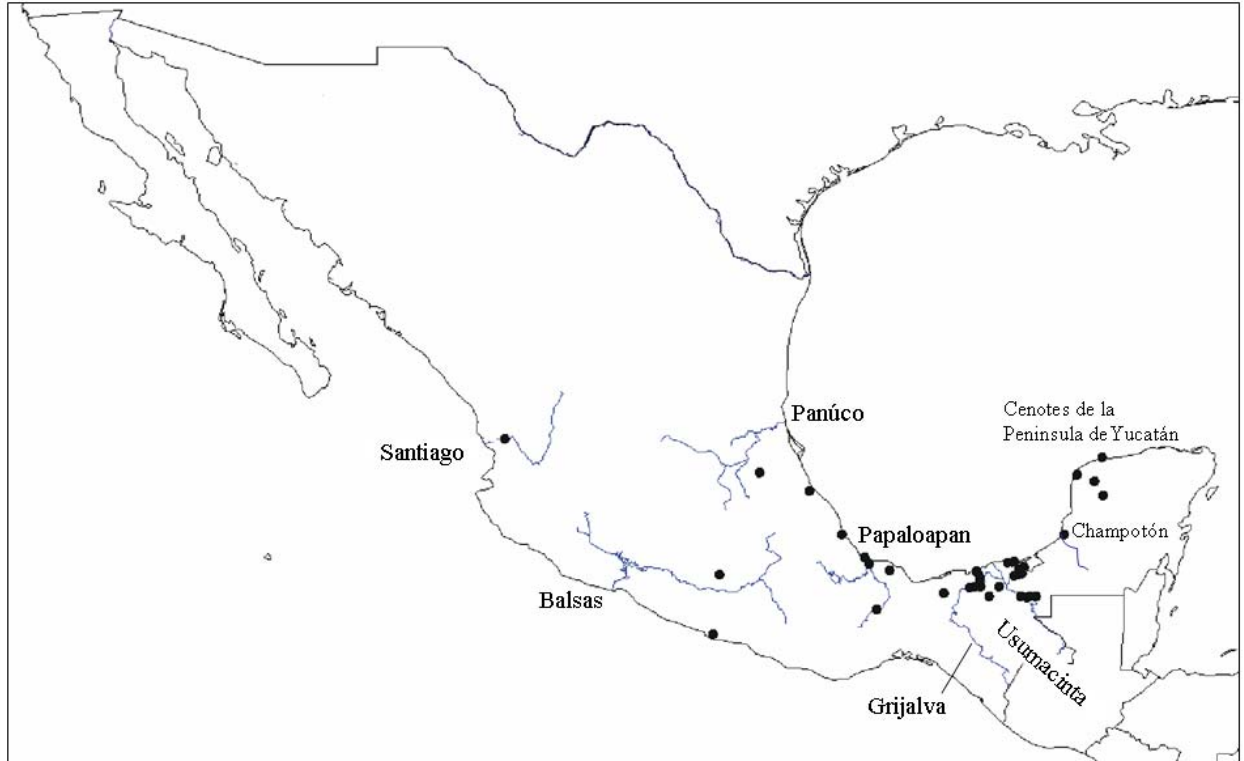 Panúco
Cenotes de la
Peninsula de Yucatán
Santiago
Papaloapan
Champotón
Balsas
Usumacinta
Grijalva